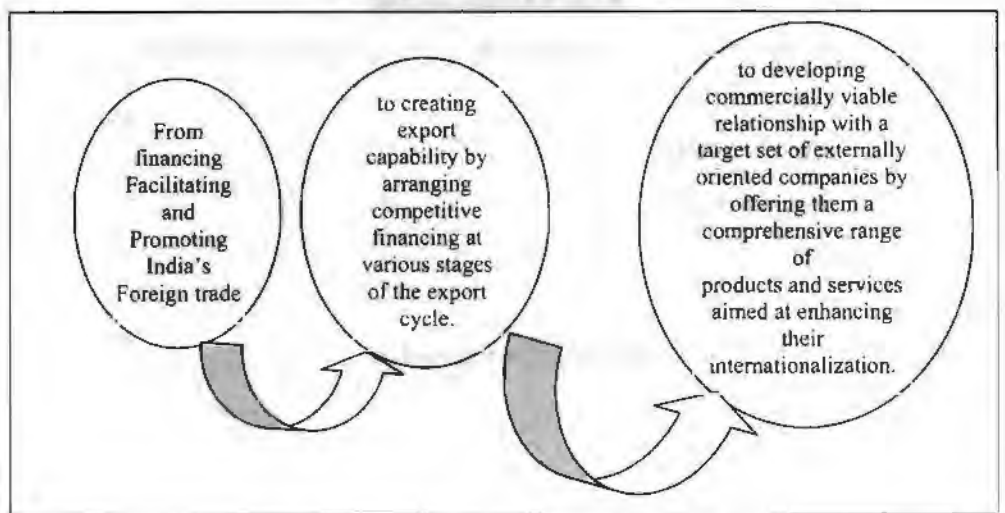 From
financing
Facilitating
and
Promoting
India's
Foreign trade
to creating
export
capability by
arranging
competitive
financing at
various stages
of the export
cycle.
to developing
commercially viable
relationship with a
target set of externally
oriented companies by
offering them a
comprehensive range
of
products and services
aimed at enhancing
their
internationalization.